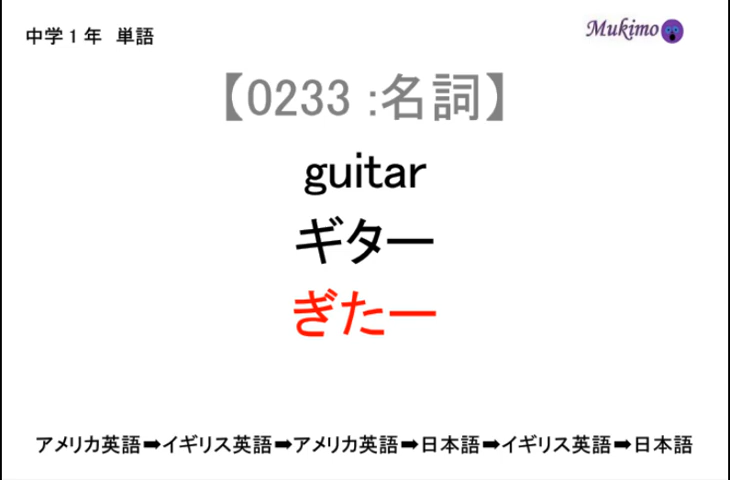 中学１年 単語
Mukimo
【0233 :名詞】
guitar
ギター
ぎたー
アメリカ英語➡イギリス英語➡アメリカ英語➡日本語➡イギリス英語➡日本語